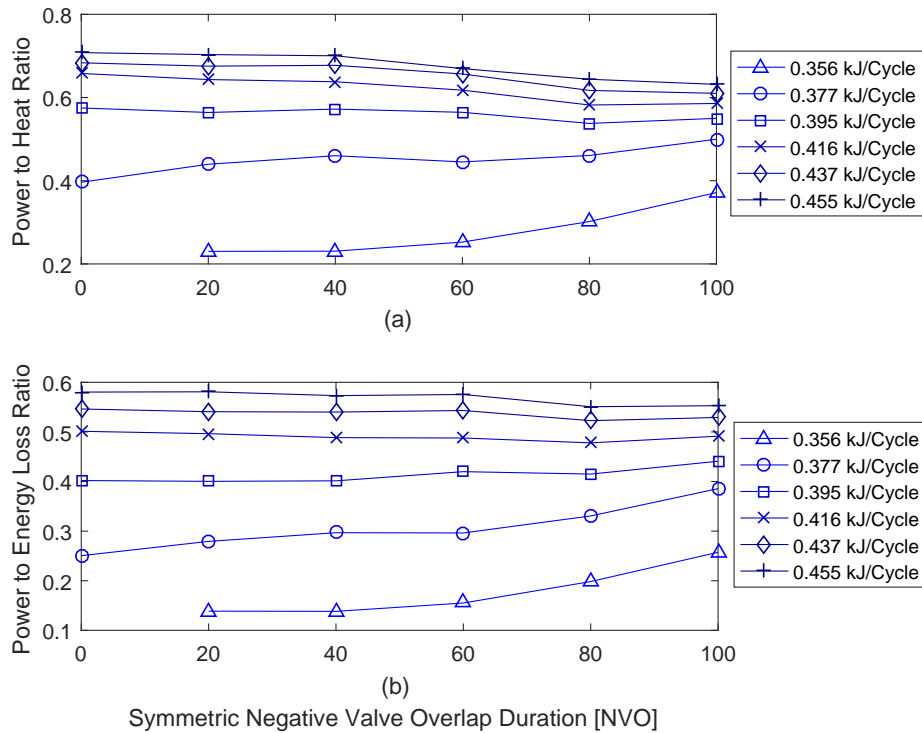 0.8
0.6
0.4
0.2
Power to Heat Ratio
0 20 40 60 80 100
(a)
0.356 kJ/Cycle
0.377 kJ/Cycle
0.395 kJ/Cycle
0.416 kJ/Cycle
0.437 kJ/Cycle
0.455 kJ/Cycle
0.6
0.5
0.4
0.3
0.2
0.1
Power to Energy Loss Ratio
0 20 40 60 80 100
(b)
Symmetric Negative Valve Overlap Duration [NVO]
0.356 kJ/Cycle
0.377 kJ/Cycle
0.395 kJ/Cycle
0.416 kJ/Cycle
0.437 kJ/Cycle
0.455 kJ/Cycle